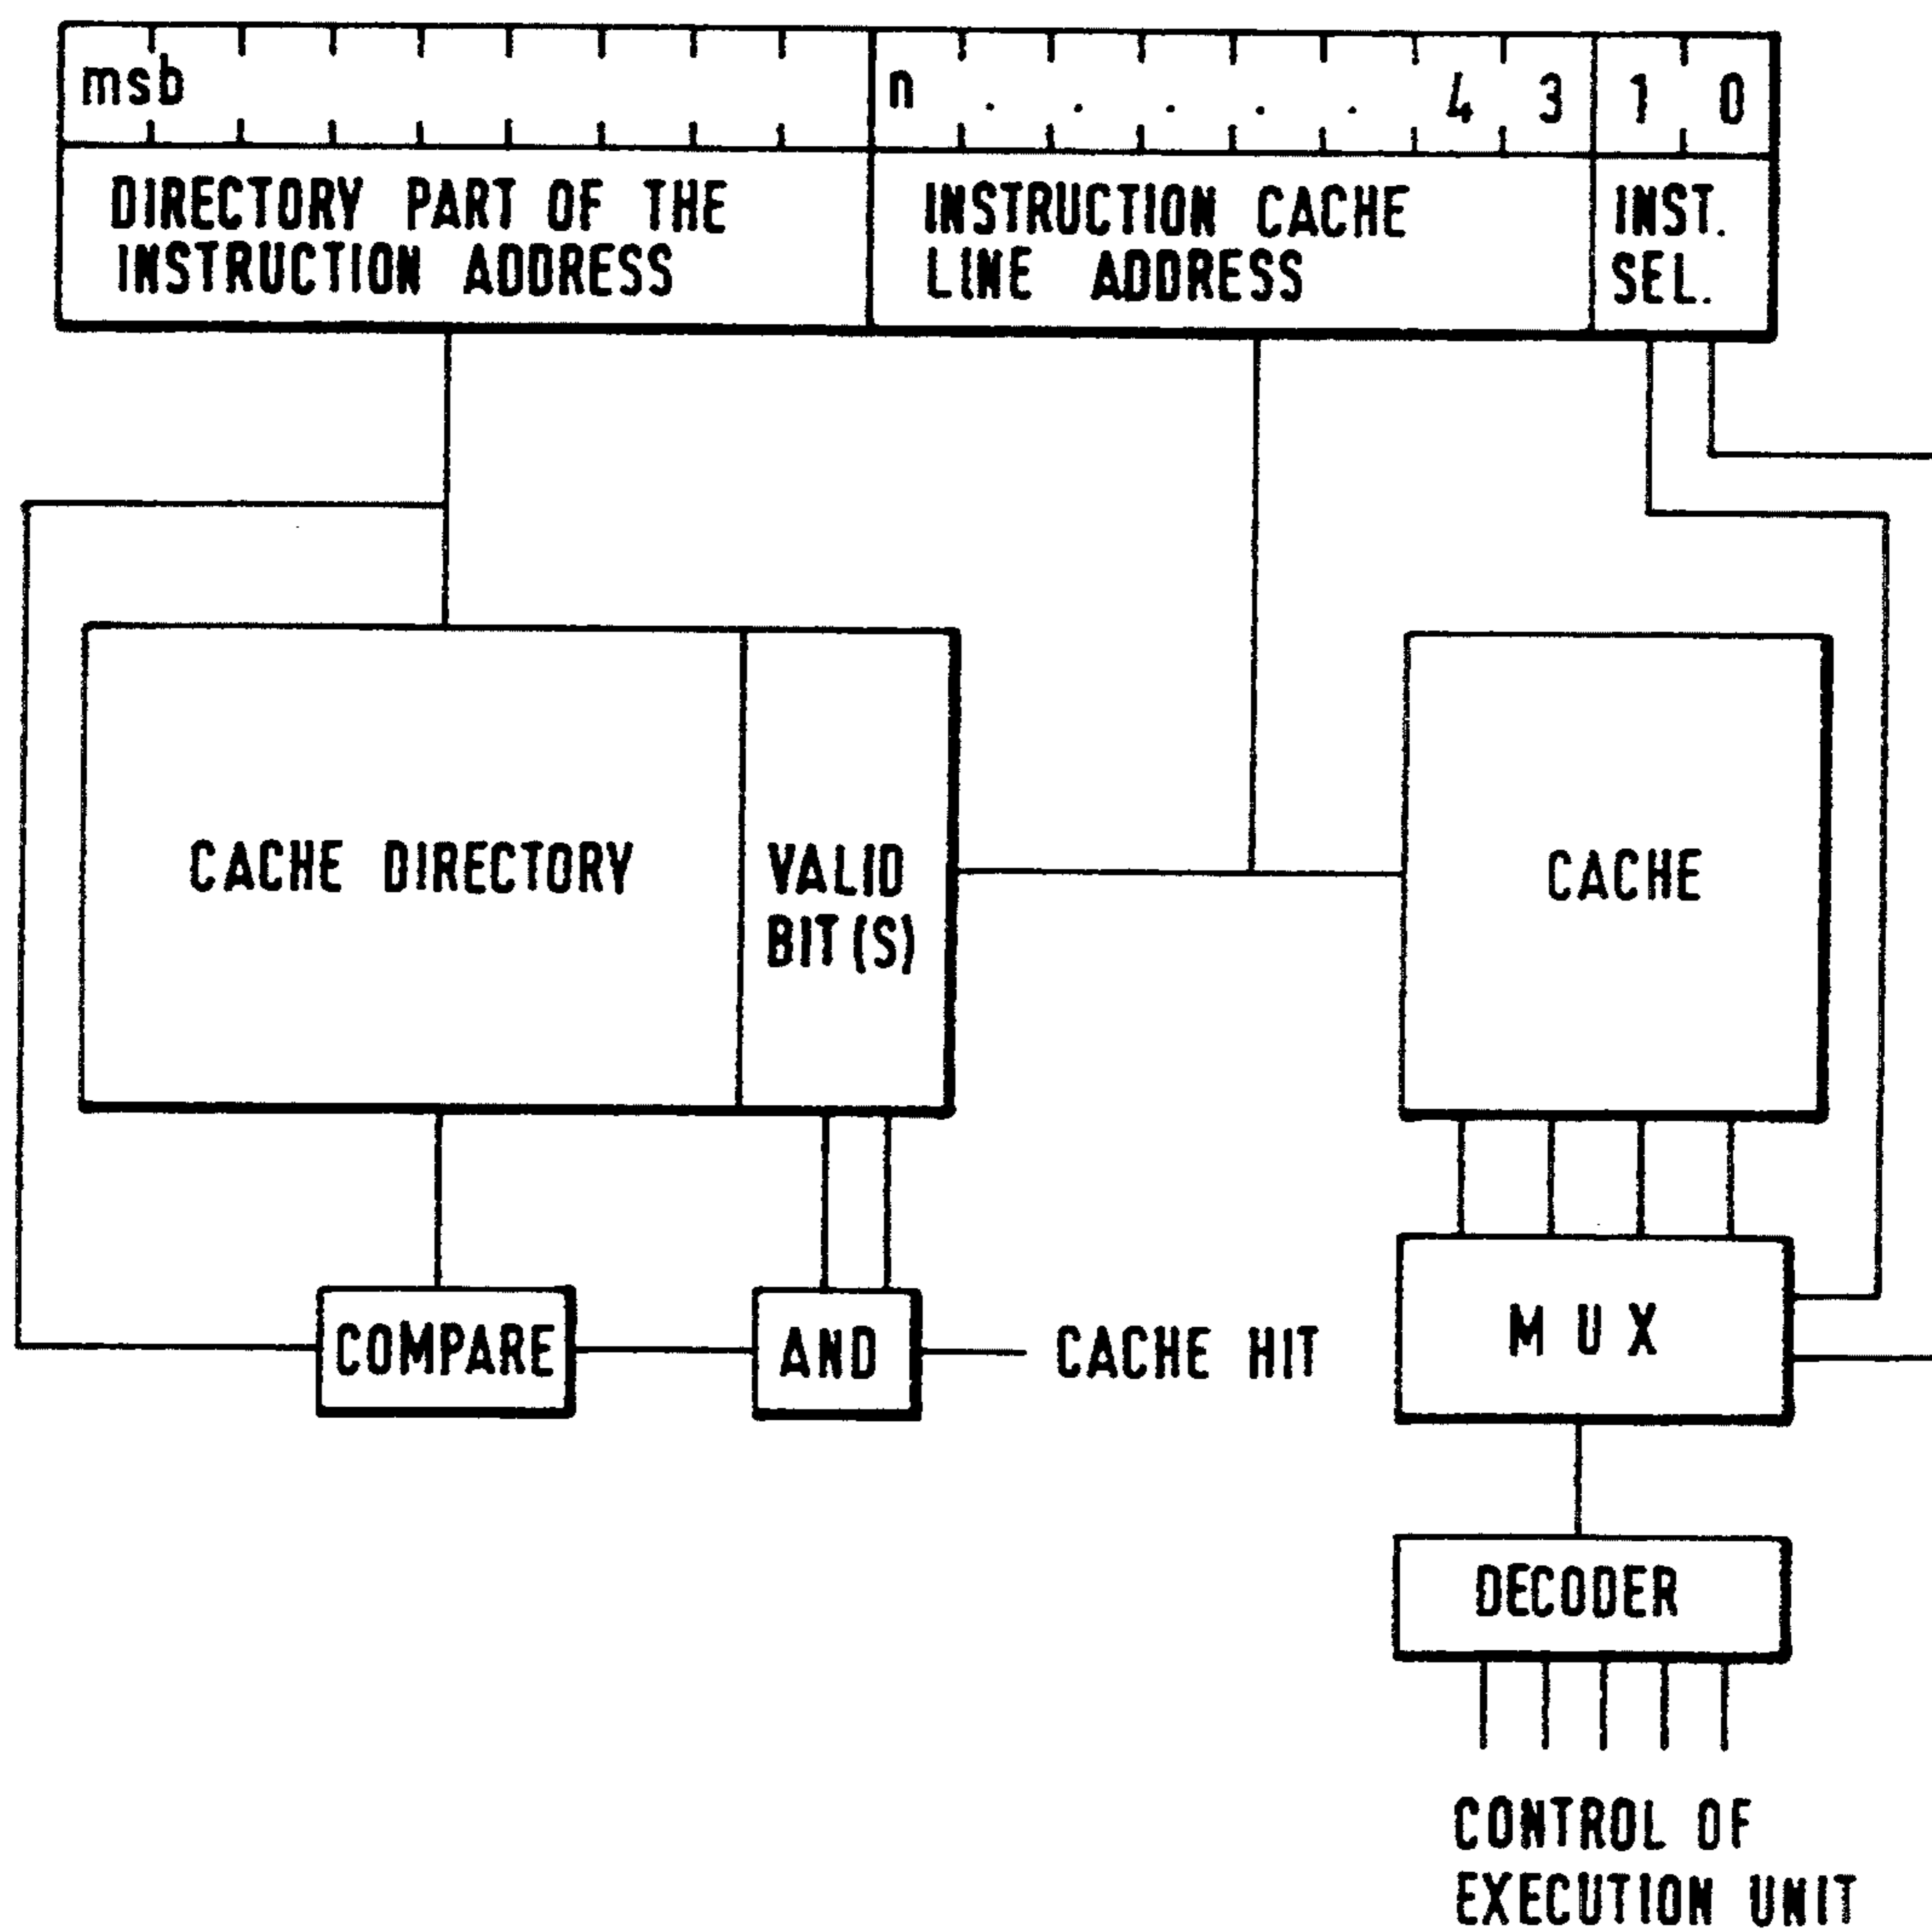 msb n . . . . . 4 3 1 0
DIRECTORY PART OF THE
INSTRUCTION ADDRESS
INSTRUCTION CACHE
LINE ADDRESS
INST.
SEL.
CACHE DIRECTORY
VALID
BIT(S)
CACHE
COMPARE
AND
CACHE HIT
MUX
DECODER
CONTROL OF
EXECUTION UNIT